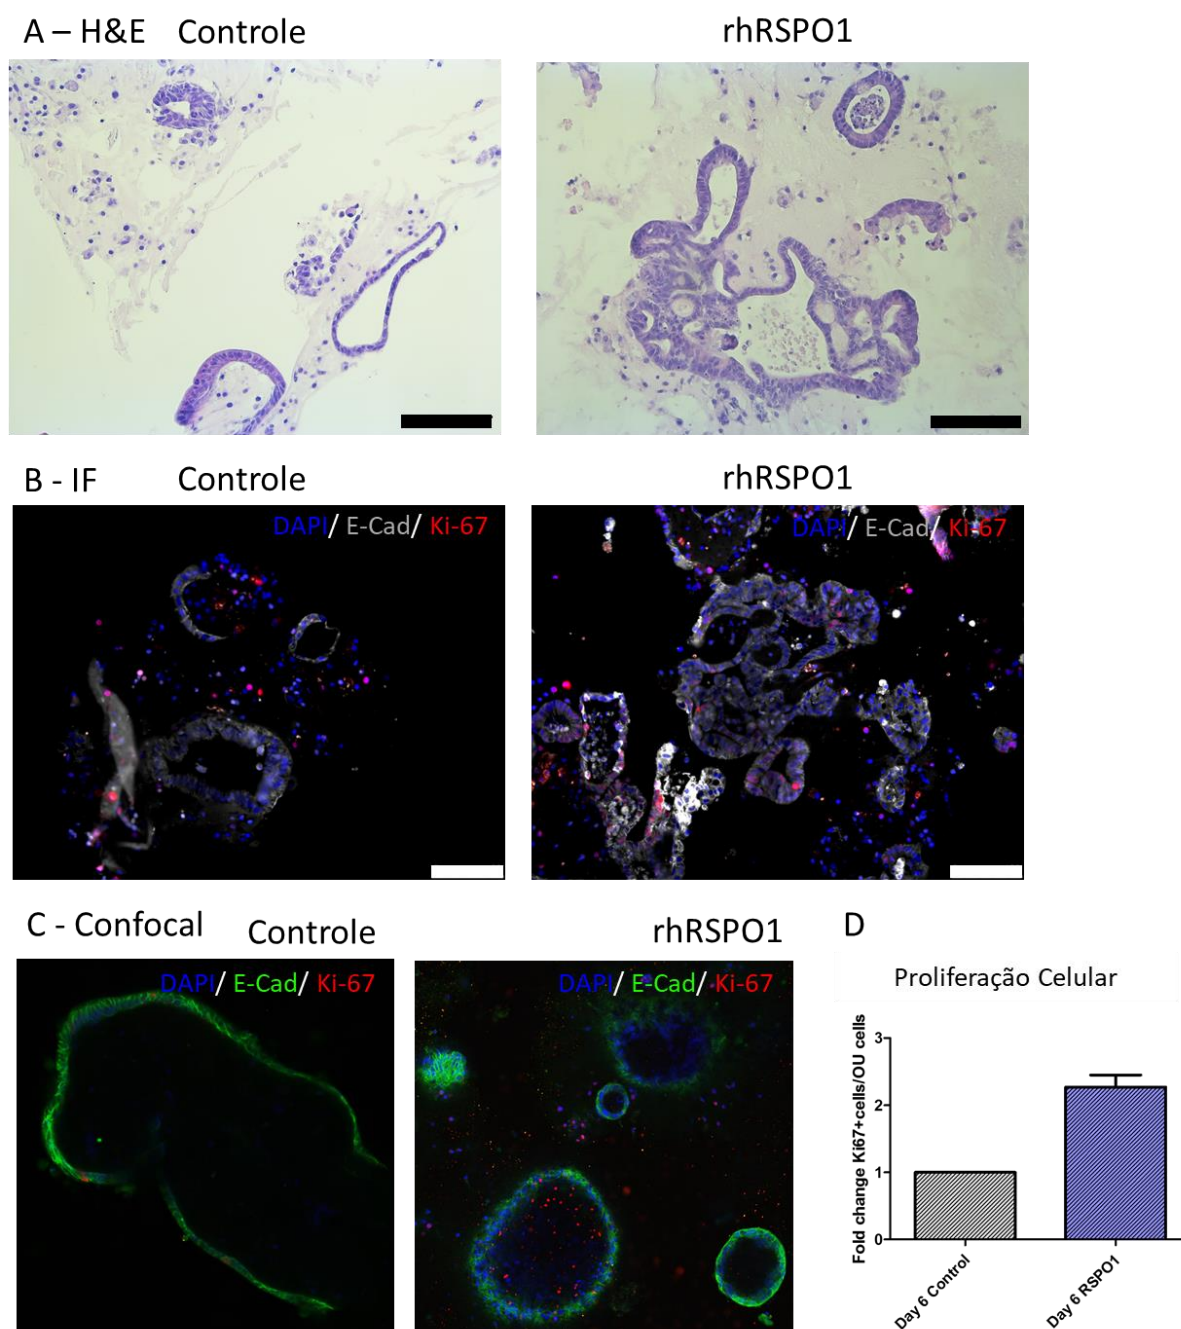 A – H&E Controle rhRSPO1
B - IF Controle rhRSPO1
DAPI/ E-Cad/ Ki-67 DAPI/ E-Cad/ Ki-67
C - Confocal Controle rhRSPO1 D
DAPI/ E-Cad/ Ki-67 DAPI/ E-Cad/ Ki-67
Proliferação Celular
Fold change Ki67+cells/OU cells
3
2
1
0
Day 6 Control Day 6 RSPO1